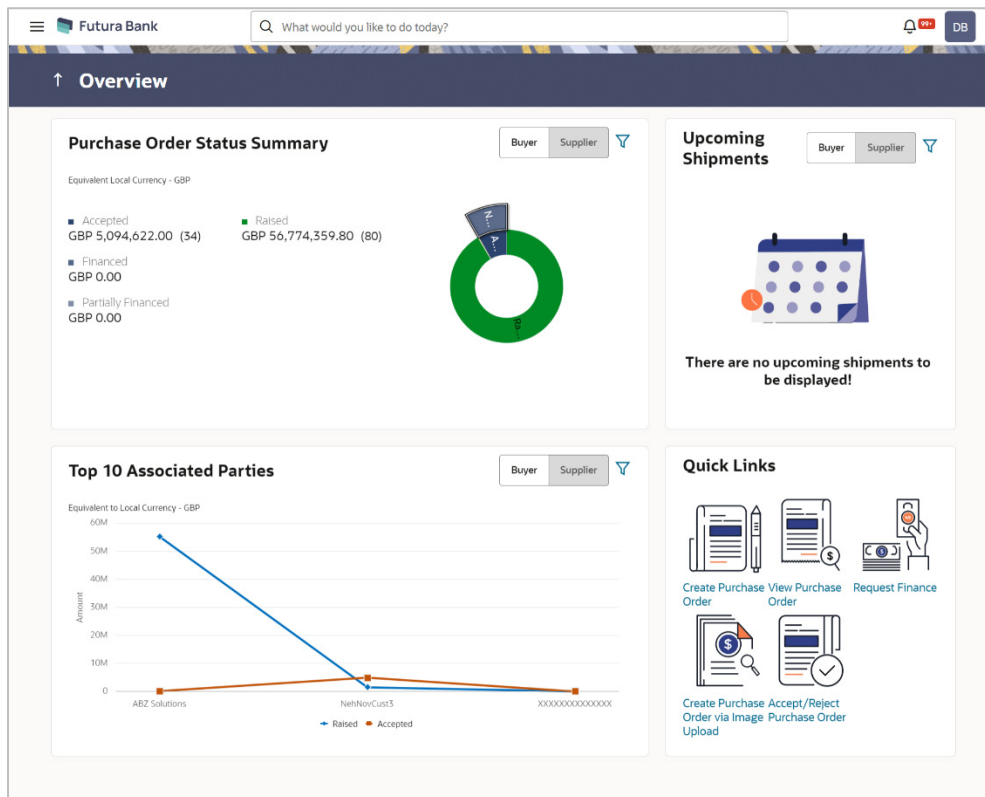 Futura Bank
What would you like to do today?
99+
DB
↑ Overview
Purchase Order Status Summary
Buyer Supplier
Equivalent Local Currency - GBP
Accepted
GBP 5,094,622.00 (34)
Raised
GBP 56,774,359.80 (80)
Financed
GBP 0.00
Partially Financed
GBP 0.00
N...
A...
Ra...
Upcoming
Shipments
Buyer Supplier
There are no upcoming shipments to
be displayed!
Top 10 Associated Parties
Buyer Supplier
Equivalent to Local Currency - GBP
60M
50M
40M
30M
20M
10M
0
Amount
ABZ Solutions NehNovCust3 XXXXXXXXXXXXXX
Raised Accepted
Quick Links
$
$
Create Purchase
Order
View Purchase
Order
Request Finance
$
Create Purchase
Order via Image
Upload
Accept/Reject
Purchase Order